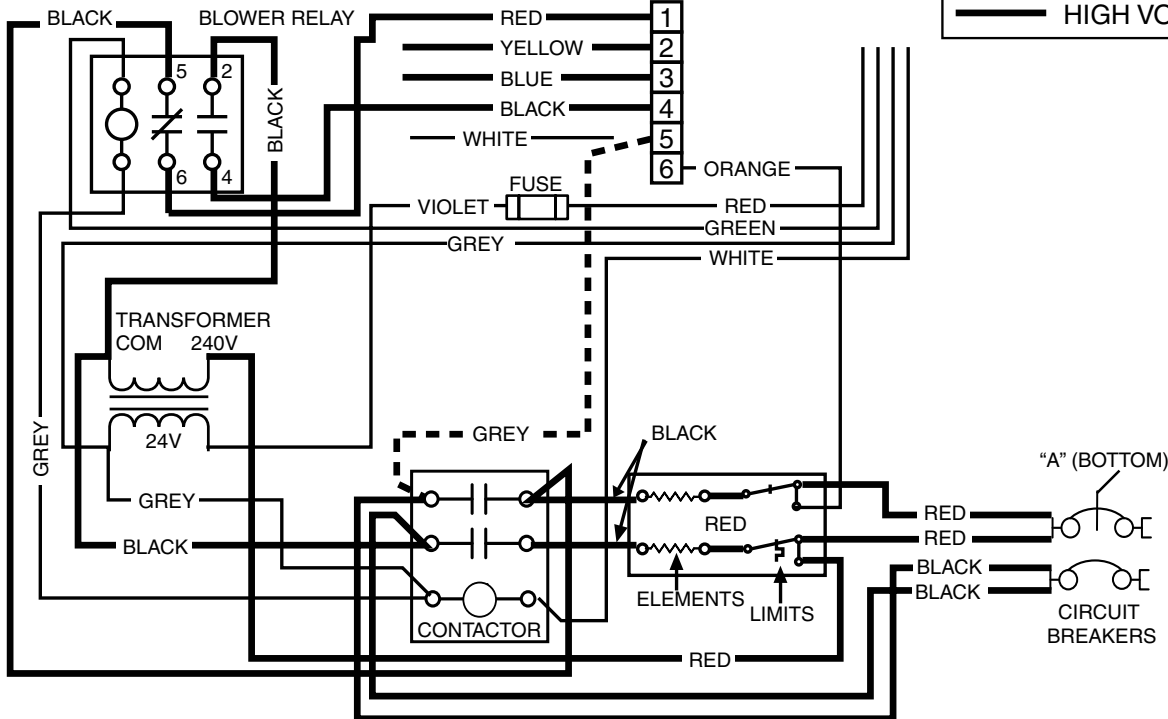 BLACK
BLOWER RELAY
RED
1
HIGH VO
YELLOW
2
5
2
BLUE
3
BLACK
BLACK
4
WHITE
5
6
ORANGE
6
4
FUSE
VIOLET
RED
GREEN
GREY
WHITE
TRANSFORMER
COM 240V
24V
GREY
GREY
BLACK
“A” (BOTTOM)
GREY
RED
RED
RED
BLACK
BLACK
BLACK
ELEMENTS
LIMITS
CIRCUIT
BREAKERS
CONTACTOR
RED